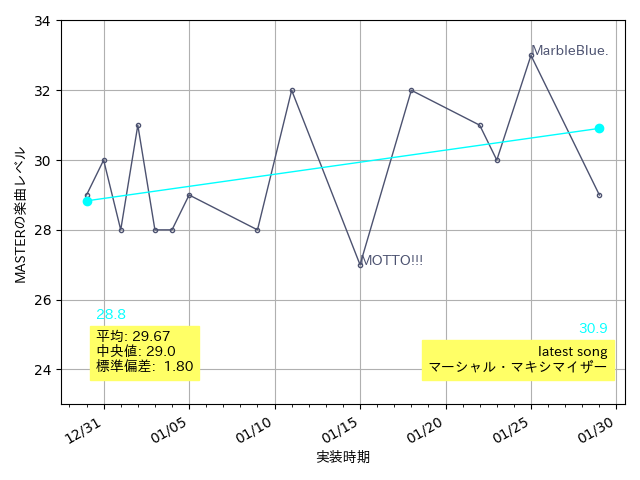 34
32
30
28
26
24
MASTERの楽曲レベル
MarbleBlue.
MOTTO!!!
28.8
平均: 29.67
中央値: 29.0
標準偏差: 1.80
30.9
latest song
マーシャル・マキシマイザー
12/31
01/05
01/10
01/15
01/20
01/25
01/30
実装時期